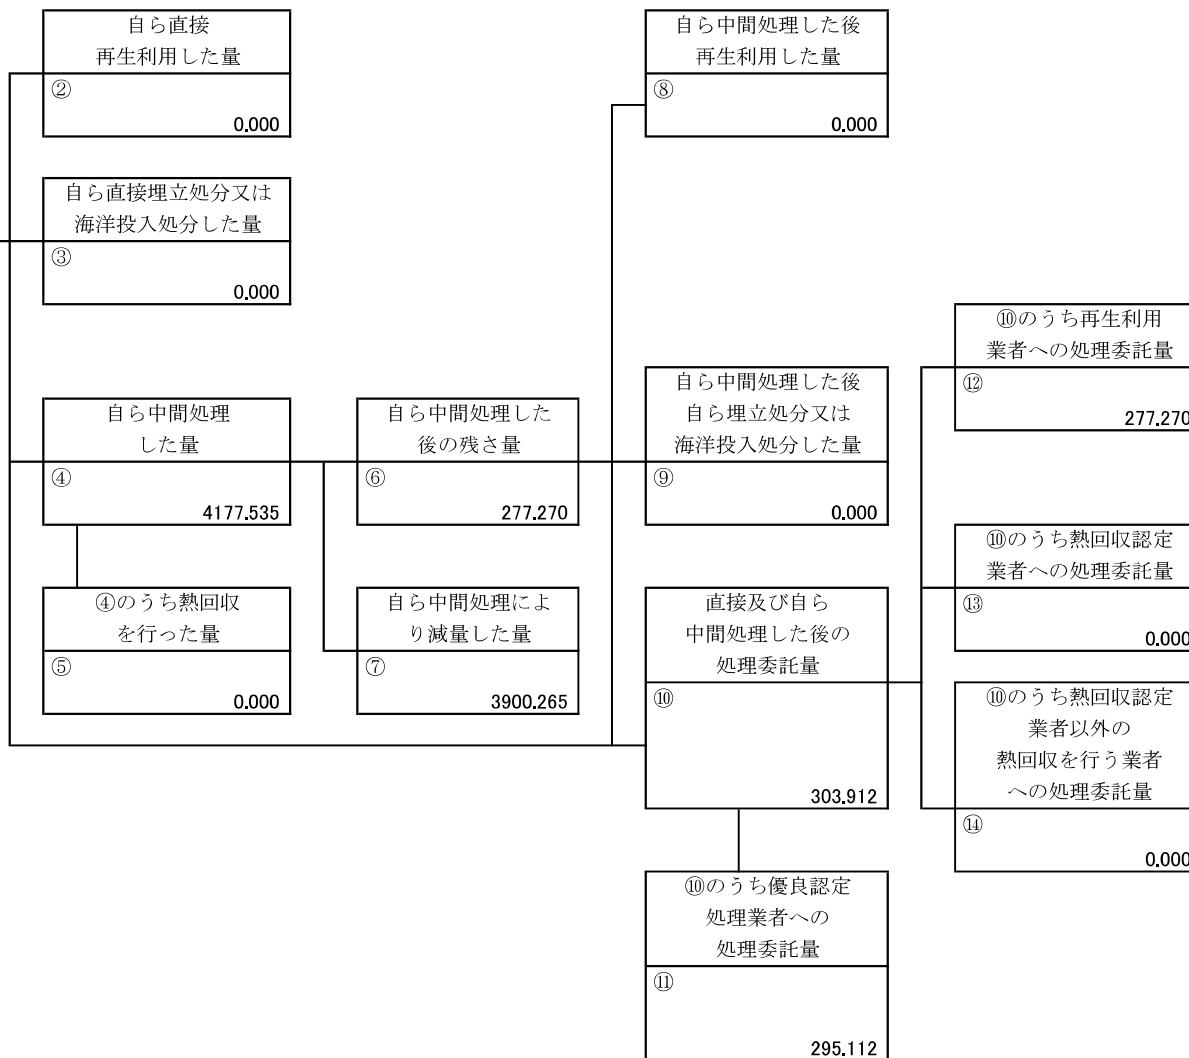 自ら直接
再生利用した量
②
0.000
自ら中間処理した後
再生利用した量
⑧
0.000
自ら直接埋立処分又は
海洋投入処分した量
③
0.000
⑩のうち再生利用
業者への処理委託量
⑫
277.270
自ら中間処理
した量
④
4177.535
自ら中間処理した
後の残さ量
⑥
277.270
自ら中間処理した後
自ら埋立処分又は
海洋投入処分した量
⑨
0.000
⑩のうち熱回収認定
業者への処理委託量
⑬
0.000
④のうち熱回収
を行った量
⑤
0.000
自ら中間処理によ
り減量した量
⑦
3900.265
直接及び自ら
中間処理した後の
処理委託量
⑩
303.912
⑩のうち熱回収認定
業者以外の
熱回収を行う業者
への処理委託量
⑭
0.000
⑩のうち優良認定
処理業者への
処理委託量
⑪
295.112